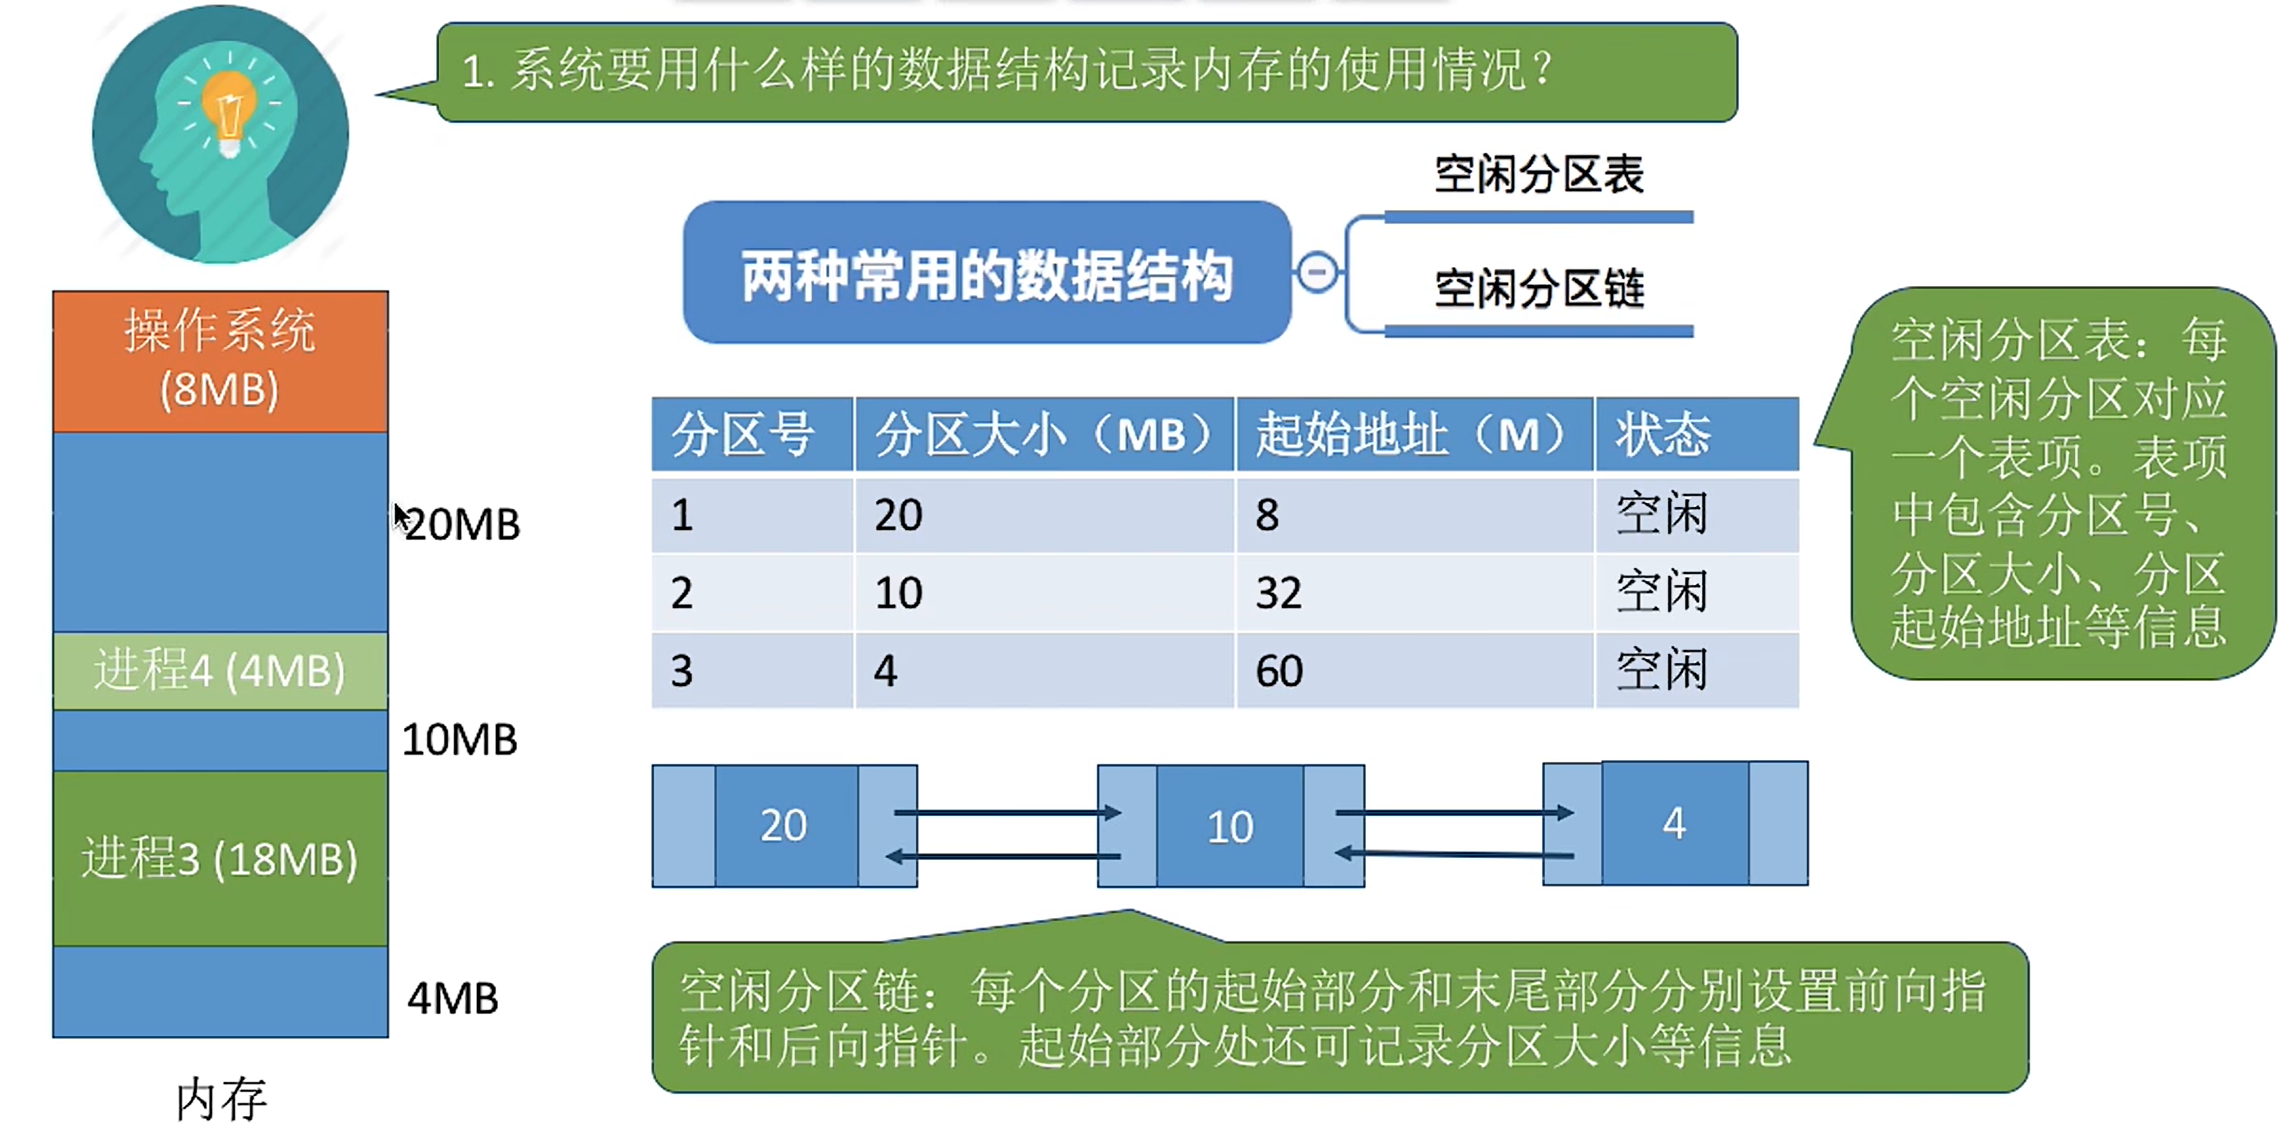 1. 系统要用什么样的数据结构记录内存的使用情况？
两种常用的数据结构
空闲分区表
空闲分区链
操作系统
(8MB)
20MB
进程4 (4MB)
10MB
进程3 (18MB)
4MB
内存
分区号 分区大小（MB） 起始地址（M） 状态
1 20 8 空闲
2 10 32 空闲
3 4 60 空闲
空闲分区表：每
个空闲分区对应
一个表项。表项
中包含分区号、
分区大小、分区
起始地址等信息
20 10 4
空闲分区链：每个分区的起始部分和末尾部分分别设置前向指
针和后向指针。起始部分处还可记录分区大小等信息